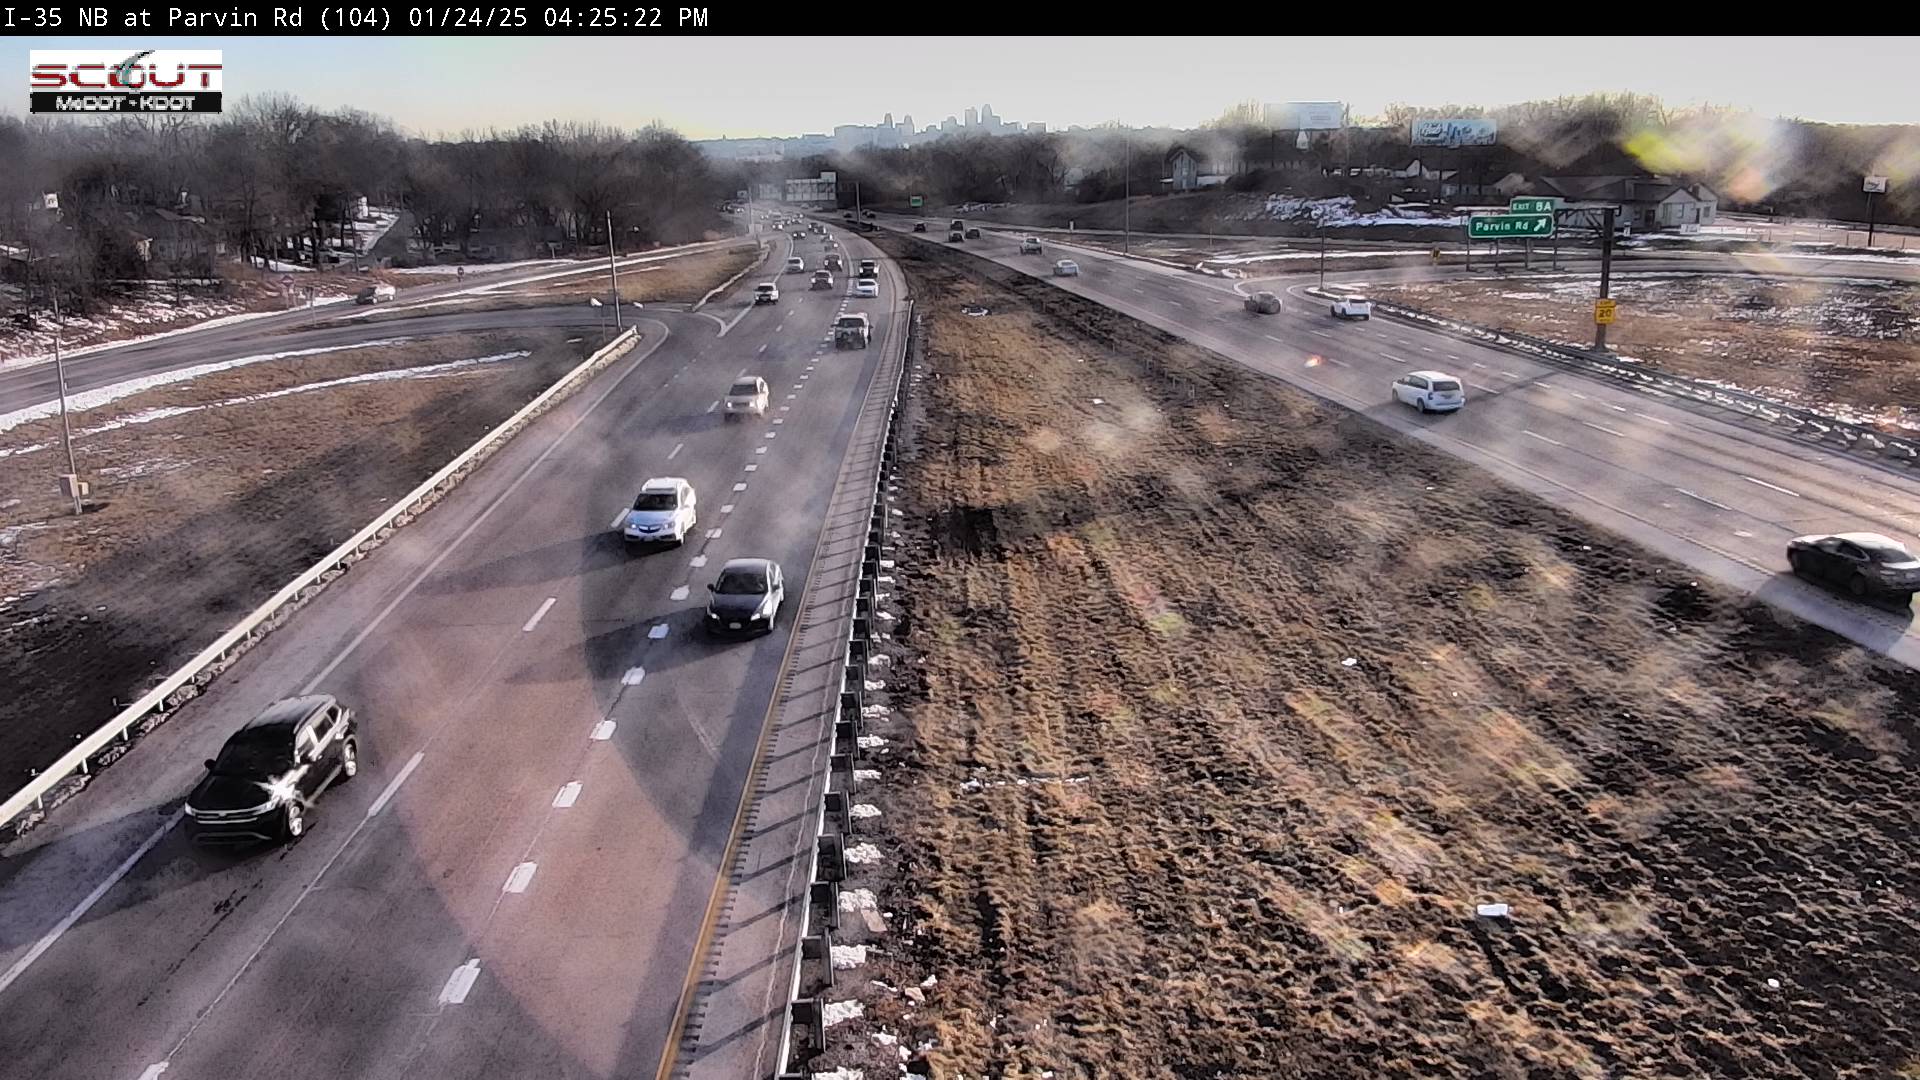 I-35 NB at Parvin Rd (104) 01/24/25 04:25:22 PM
SCOUT
MoDOT - KDOT
EXIT 8A
Parvin Rd
20